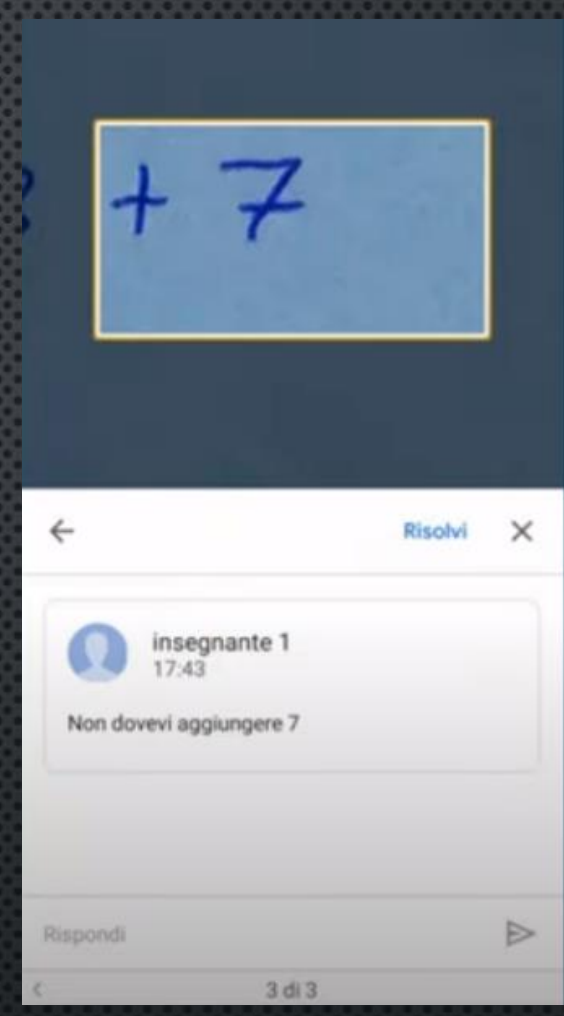 + 7
Risolvi
insegnante 1
17:43
Non dovevi aggiungere 7
Rispondi
3 di 3